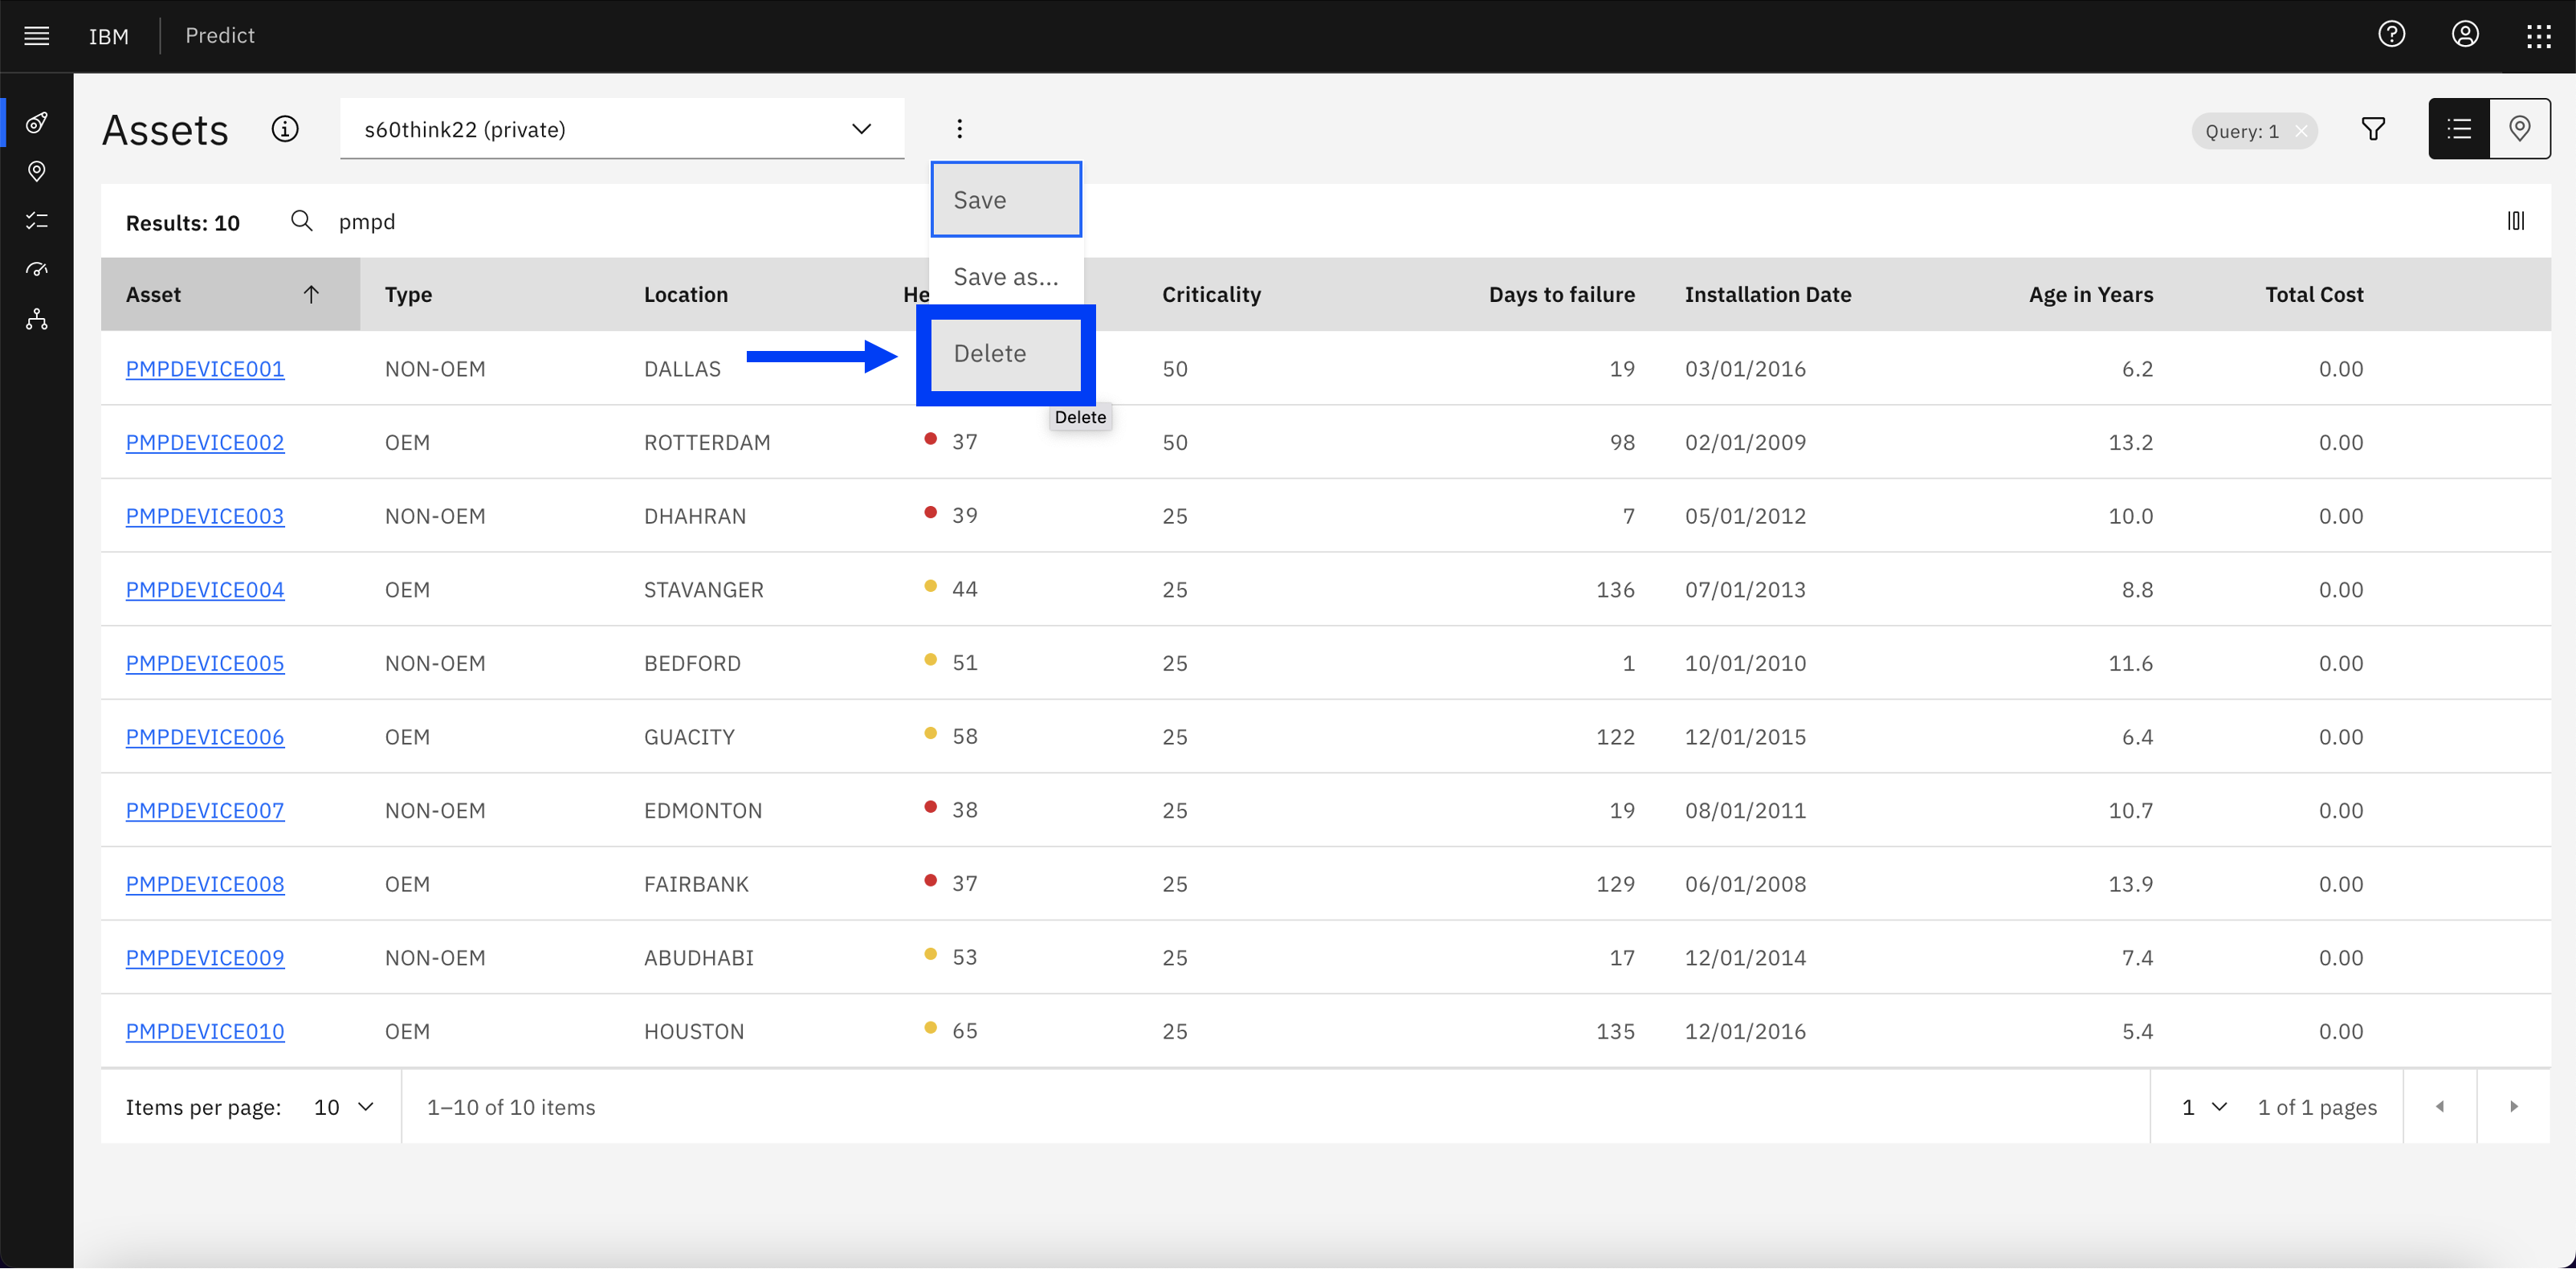 IBM Predict
Assets s60think22 (private) Query: 1
Save
Results: 10 pmpd
Save as...
Asset Type Location He Criticality Days to failure Installation Date Age in Years Total Cost
Delete
PMPDEVICE001 NON-OEM DALLAS 50 19 03/01/2016 6.2 0.00
Delete
PMPDEVICE002 OEM ROTTERDAM 37 50 98 02/01/2009 13.2 0.00
PMPDEVICE003 NON-OEM DHAHRAN 39 25 7 05/01/2012 10.0 0.00
PMPDEVICE004 OEM STAVANGER 44 25 136 07/01/2013 8.8 0.00
PMPDEVICE005 NON-OEM BEDFORD 51 25 1 10/01/2010 11.6 0.00
PMPDEVICE006 OEM GUACITY 58 25 122 12/01/2015 6.4 0.00
PMPDEVICE007 NON-OEM EDMONTON 38 25 19 08/01/2011 10.7 0.00
PMPDEVICE008 OEM FAIRBANK 37 25 129 06/01/2008 13.9 0.00
PMPDEVICE009 NON-OEM ABUDHABI 53 25 17 12/01/2014 7.4 0.00
PMPDEVICE010 OEM HOUSTON 65 25 135 12/01/2016 5.4 0.00
Items per page: 10 1–10 of 10 items 1 1 of 1 pages